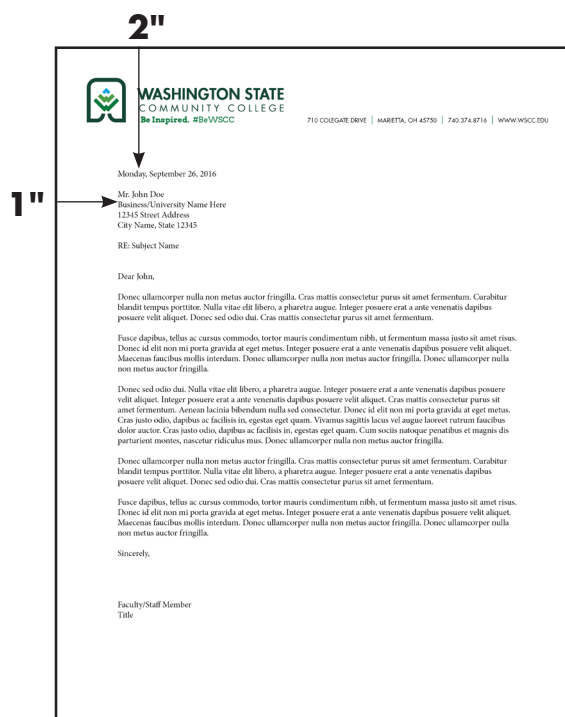 2"
WASHINGTON STATE
COMMUNITY COLLEGE
Be Inspired. #BeWSCC
710 COLEGATE DRIVE | MARIETTA, OH 45750 | 740.374.8716 | WWW.WSCC.EDU
Monday, September 26, 2016
1"
Mr. John Doe
Business/University Name Here
12345 Street Address
City Name, State 12345
RE: Subject Name
Dear John,
Donec ullamcorper nulla non metus auctor fringilla. Cras mattis consectetur purus sit amet fermentum. Curabitur
blandit tempus porttitor. Nulla vitae elit libero, a pharetra augue. Integer posuere erat a ante venenatis dapibus
posuere velit aliquet. Donec sed odio dui. Cras mattis consectetur purus sit amet fermentum.
Fusce dapibus, tellus ac cursus commodo, tortor mauris condimentum nibh, ut fermentum massa justo sit amet risus.
Donec id elit non mi porta gravida at eget metus. Integer posuere erat a ante venenatis dapibus posuere velit aliquet.
Maecenas faucibus mollis interdum. Donec ullamcorper nulla non metus auctor fringilla. Donec ullamcorper nulla
non metus auctor fringilla.
Donec sed odio dui. Nulla vitae elit libero, a pharetra augue. Integer posuere erat a ante venenatis dapibus posuere
velit aliquet. Integer posuere erat a ante venenatis dapibus posuere velit aliquet. Cras mattis consectetur purus sit
amet fermentum. Aenean lacinia bibendum nulla sed consectetur. Donec id elit non mi porta gravida at eget metus.
Cras justo odio, dapibus ac facilisis in, egestas eget quam. Vivamus sagittis lacus vel augue laoreet rutrum faucibus
dolor auctor. Cras justo odio, dapibus ac facilisis in, egestas eget quam. Cum sociis natoque penatibus et magnis dis
parturient montes, nascetur ridiculus mus. Donec ullamcorper nulla non metus auctor fringilla.
Donec ullamcorper nulla non metus auctor fringilla. Cras mattis consectetur purus sit amet fermentum. Curabitur
blandit tempus porttitor. Nulla vitae elit libero, a pharetra augue. Integer posuere erat a ante venenatis dapibus
posuere velit aliquet. Donec sed odio dui. Cras mattis consectetur purus sit amet fermentum.
Fusce dapibus, tellus ac cursus commodo, tortor mauris condimentum nibh, ut fermentum massa justo sit amet risus.
Donec id elit non mi porta gravida at eget metus. Integer posuere erat a ante venenatis dapibus posuere velit aliquet.
Maecenas faucibus mollis interdum. Donec ullamcorper nulla non metus auctor fringilla. Donec ullamcorper nulla
non metus auctor fringilla.
Sincerely,
Faculty/Staff Member
Title